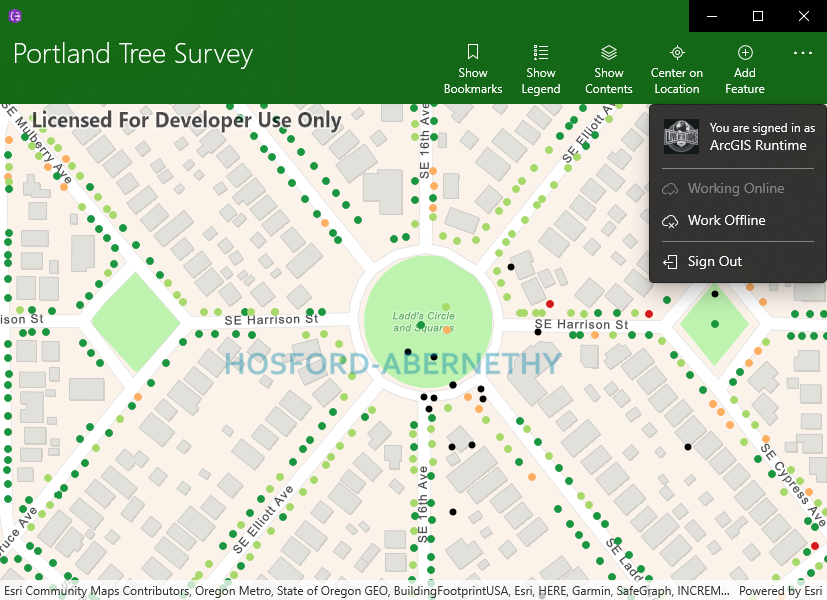 Portland Tree Survey
Show Bookmarks
Show Legend
Show Contents
Center on Location
Add Feature
Licensed For Developer Use Only
You are signed in as
ArcGIS Runtime
Working Online
Work Offline
Sign Out
SE Mulberry Ave
SE 16th Ave
SE Elliott A
Ladd's Circle
and Squares
ison St
SE Harrison St
SE Harrison St
HOSFORD-ABERNETHY
SE 16th Ave
SE Elliott Ave
SE Cypress Ave
ruce Ave
SE Ladd
Esri Community Maps Contributors, Oregon Metro, State of Oregon GEO, BuildingFootprintUSA, Esri, HERE, Garmin, SafeGraph, INCREM...
Powered by Esri